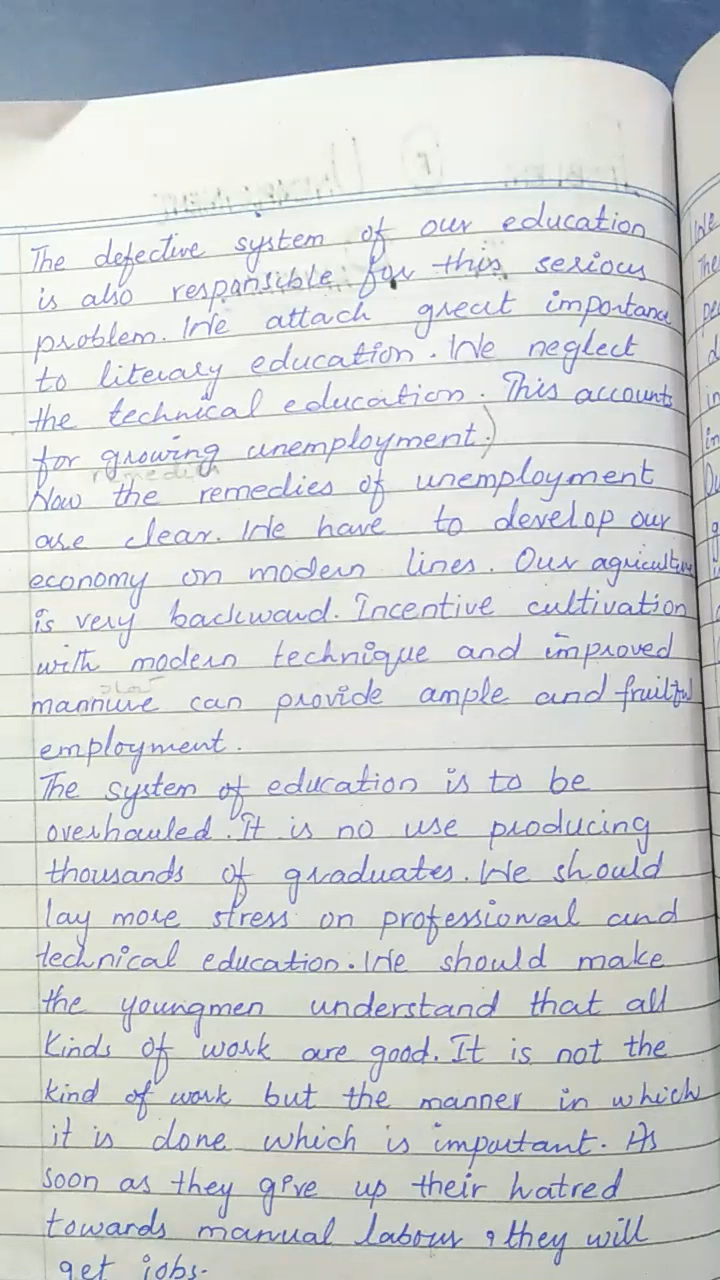 The defective system of our education
is also responsible for this serious
problem. We attach great importance
to literary education. We neglect
the technical education. This accounts
for growing unemployment.)
Now the remedies of unemployment
are clear. We have to develop our
economy on modern lines. Our agriculture
is very backward. Incentive cultivation
with modern technique and improved
mannure can provide ample and fruitful
employment.
The system of education is to be
overhauled. It is no use producing
thousands of graduates. We should
lay more stress on professional and
technical education. We should make
the youngmen understand that all
kinds of work are good. It is not the
kind of work but the manner in which
it is done which is important. As
soon as they give up their hatred
towards manual labour, they will
get jobs.